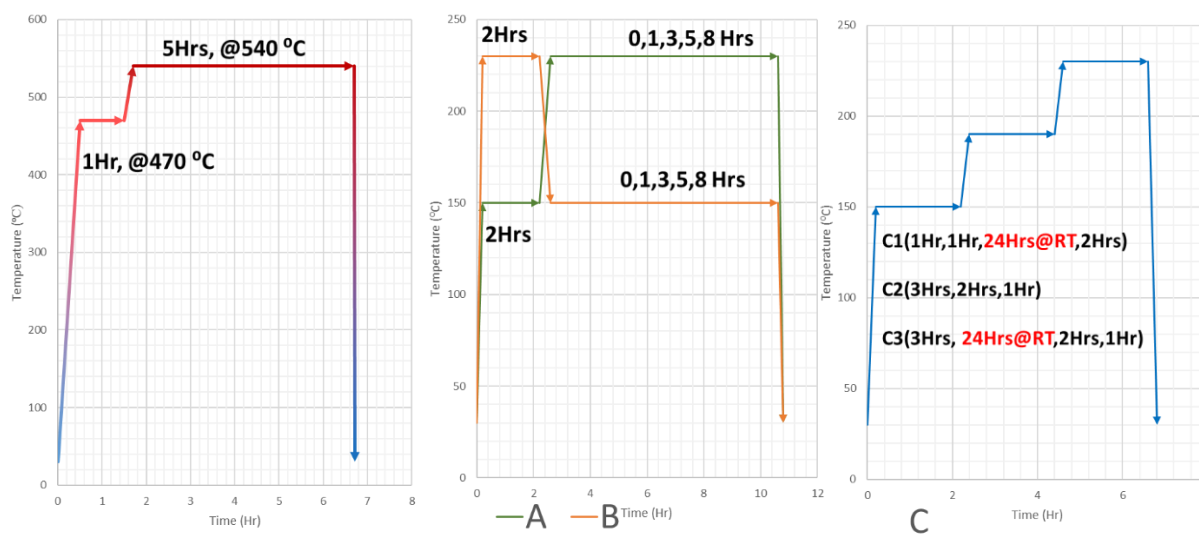 600
500
400
300
200
100
0
0
1
2
3
4
5
6
7
8
Temperature (°C)
Time (Hr)
5Hrs, @540 °C
1Hr, @470 °C
250
200
150
100
50
0
0
2
4
6
8
10
12
Temperature (°C)
Time (Hr)
2Hrs
0,1,3,5,8 Hrs
0,1,3,5,8 Hrs
2Hrs
A
B
250
200
150
100
50
0
0
2
4
6
Temperature (°C)
Time (Hr)
C1(1Hr,1Hr,24Hrs@RT,2Hrs)
C2(3Hrs,2Hrs,1Hr)
C3(3Hrs, 24Hrs@RT,2Hrs,1Hr)
C